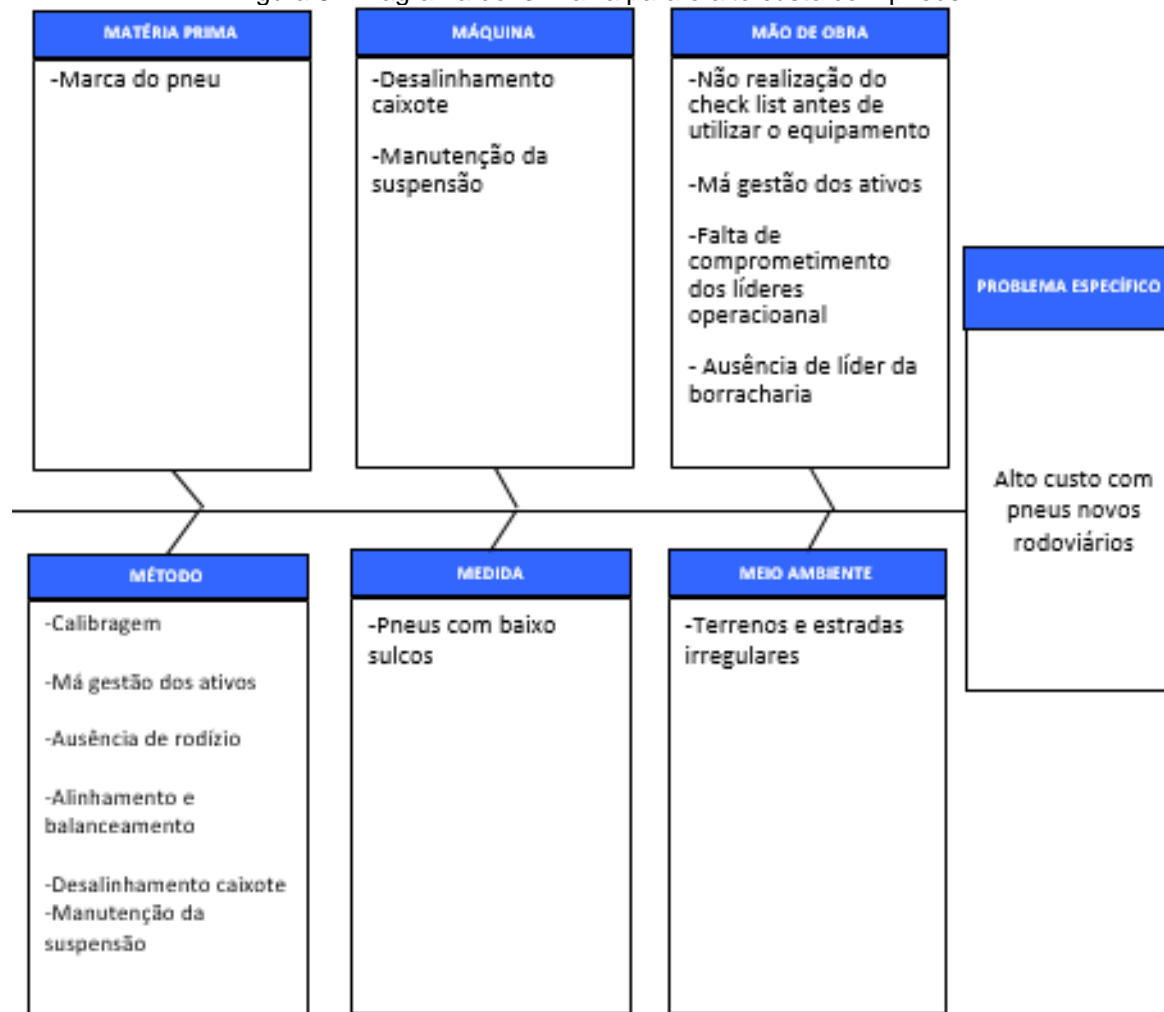 MATÉRIA PRIMA
-Marca do pneu
MÁQUINA
-Desalinhamento
caixote
-Manutenção da
suspensão
MÃO DE OBRA
-Não realização do
check list antes de
utilizar o equipamento
-Má gestão dos ativos
-Falta de
comprometimento
dos líderes
operacioanal
- Ausência de líder da
borracharia
PROBLEMA ESPECÍFICO
Alto custo com
pneus novos
rodoviários
MÉTODO
-Calibragem
-Má gestão dos ativos
-Ausência de rodízio
-Alinhamento e
balanceamento
-Desalinhamento caixote
-Manutenção da
suspensão
MEDIDA
-Pneus com baixo
sulcos
MEIO AMBIENTE
-Terrenos e estradas
irregulares